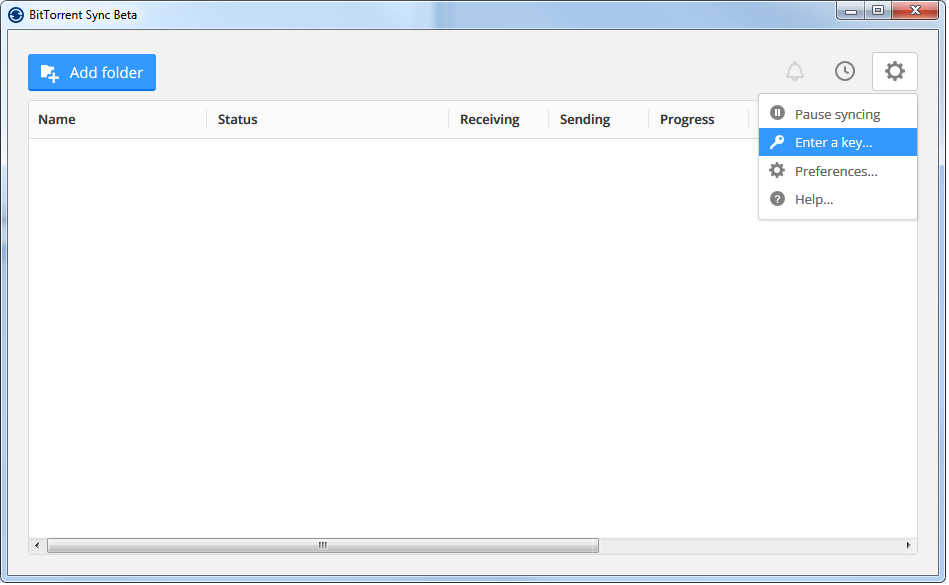 BitTorrent Sync Beta
Add folder
Name Status Receiving Sending Progress
Pause syncing
Enter a key...
Preferences...
Help...